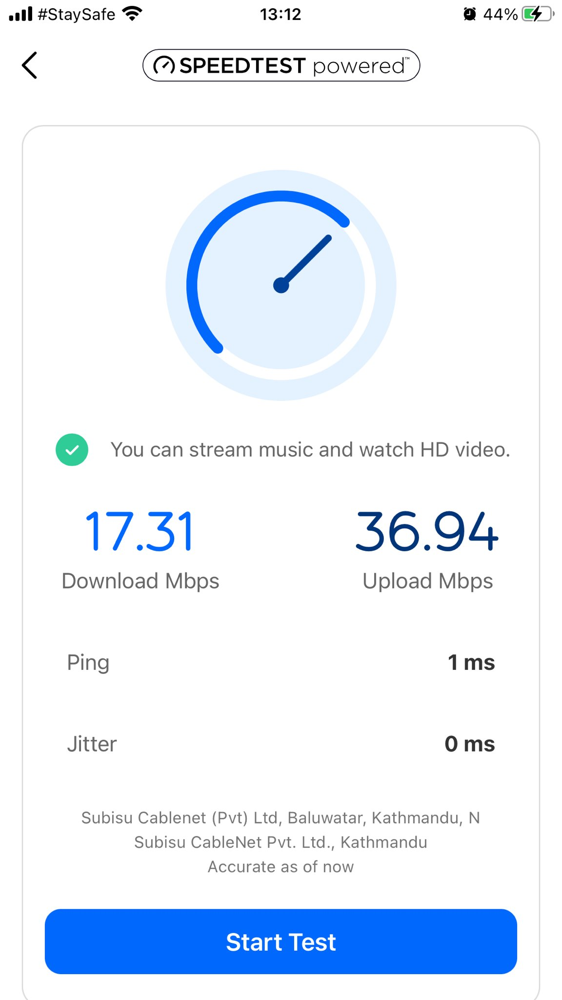 #StaySafe 13:12 44%
SPEEDTEST powered™
You can stream music and watch HD video.
17.31 36.94
Download Mbps Upload Mbps
Ping 1 ms
Jitter 0 ms
Subisu Cablenet (Pvt) Ltd, Baluwatar, Kathmandu, N
Subisu CableNet Pvt. Ltd., Kathmandu
Accurate as of now
Start Test